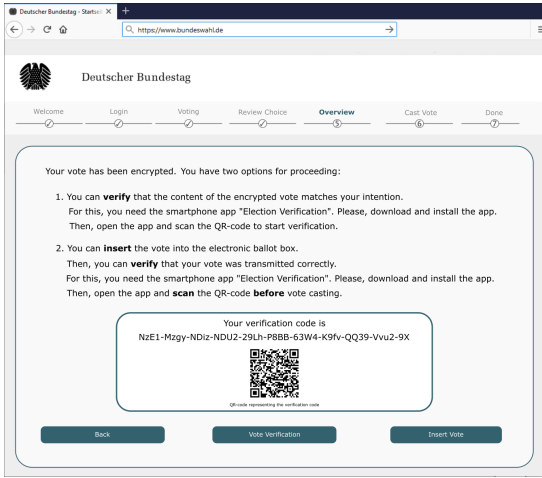 Deutscher Bundestag - Startseit
https://www.bundeswahl.de
Deutscher Bundestag
Welcome Login Voting Review Choice Overview Cast Vote Done
5 6 7
Your vote has been encrypted. You have two options for proceeding:
1. You can verify that the content of the encrypted vote matches your intention.
For this, you need the smartphone app "Election Verification". Please, download and install the app.
Then, open the app and scan the QR-code to start verification.
2. You can insert the vote into the electronic ballot box.
Then, you can verify that your vote was transmitted correctly.
For this, you need the smartphone app "Election Verification". Please, download and install the app.
Then, open the app and scan the QR-code before vote casting.
Your verification code is
NzE1-Mzgy-NDiz-NDU2-29Lh-P8BB-63W4-K9fv-QQ39-Vvu2-9X
QR-code representing the verification code
Back Vote Verification Insert Vote